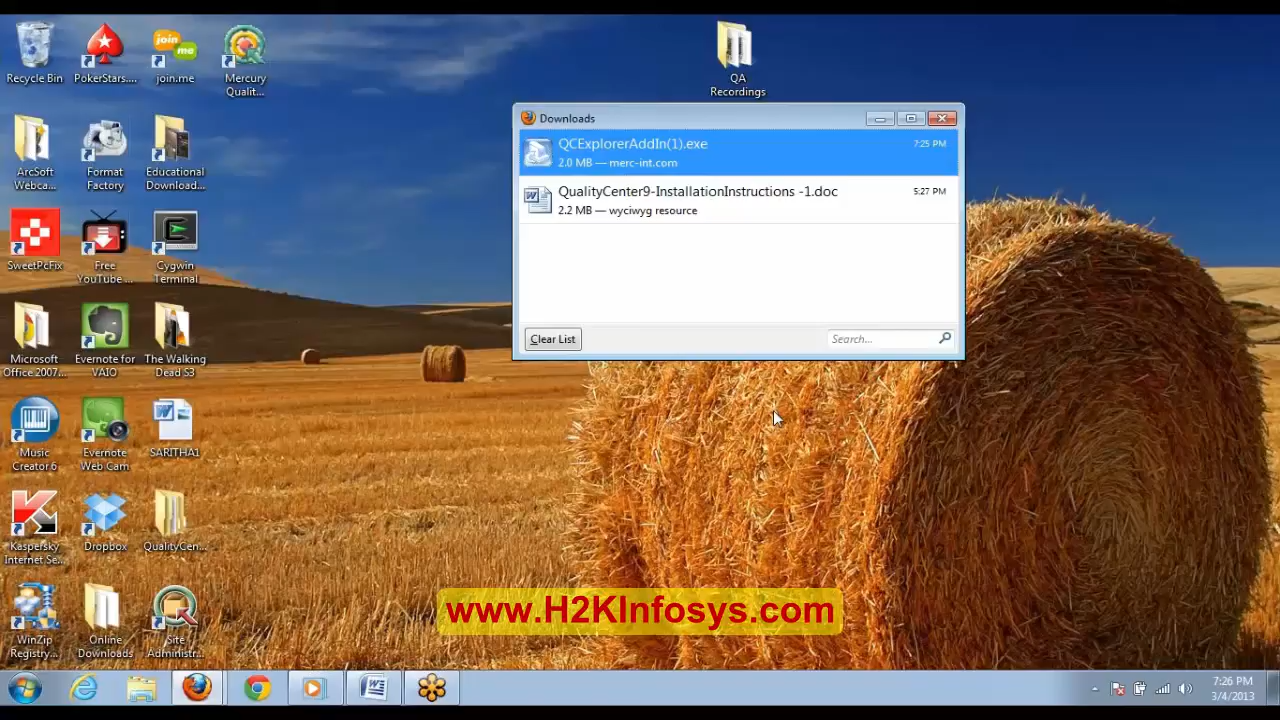 Recycle Bin
PokerStars....
join.me
Mercury
Qualit...
QA
Recordings
join
me
Downloads
QCExplorerAddIn(1).exe
7:25 PM
2.0 MB — merc-int.com
QualityCenter9-InstallationInstructions -1.doc
5:27 PM
2.2 MB — wyciwyg resource
Clear List
Search...
ArcSoft
Webca...
Format
Factory
Educational
Download...
SweetPcFix
Free
YouTube ...
Cygwin
Terminal
Microsoft
Office 2007...
Evernote for
VAIO
The Walking
Dead S3
Music
Creator 6
Evernote
Web Cam
SARITHA1
Kaspersky
Internet Se...
Dropbox
QualityCen...
WinZip
Registry...
Online
Downloads
Site
Administr...
www.H2KInfosys.com
7:26 PM
3/4/2013